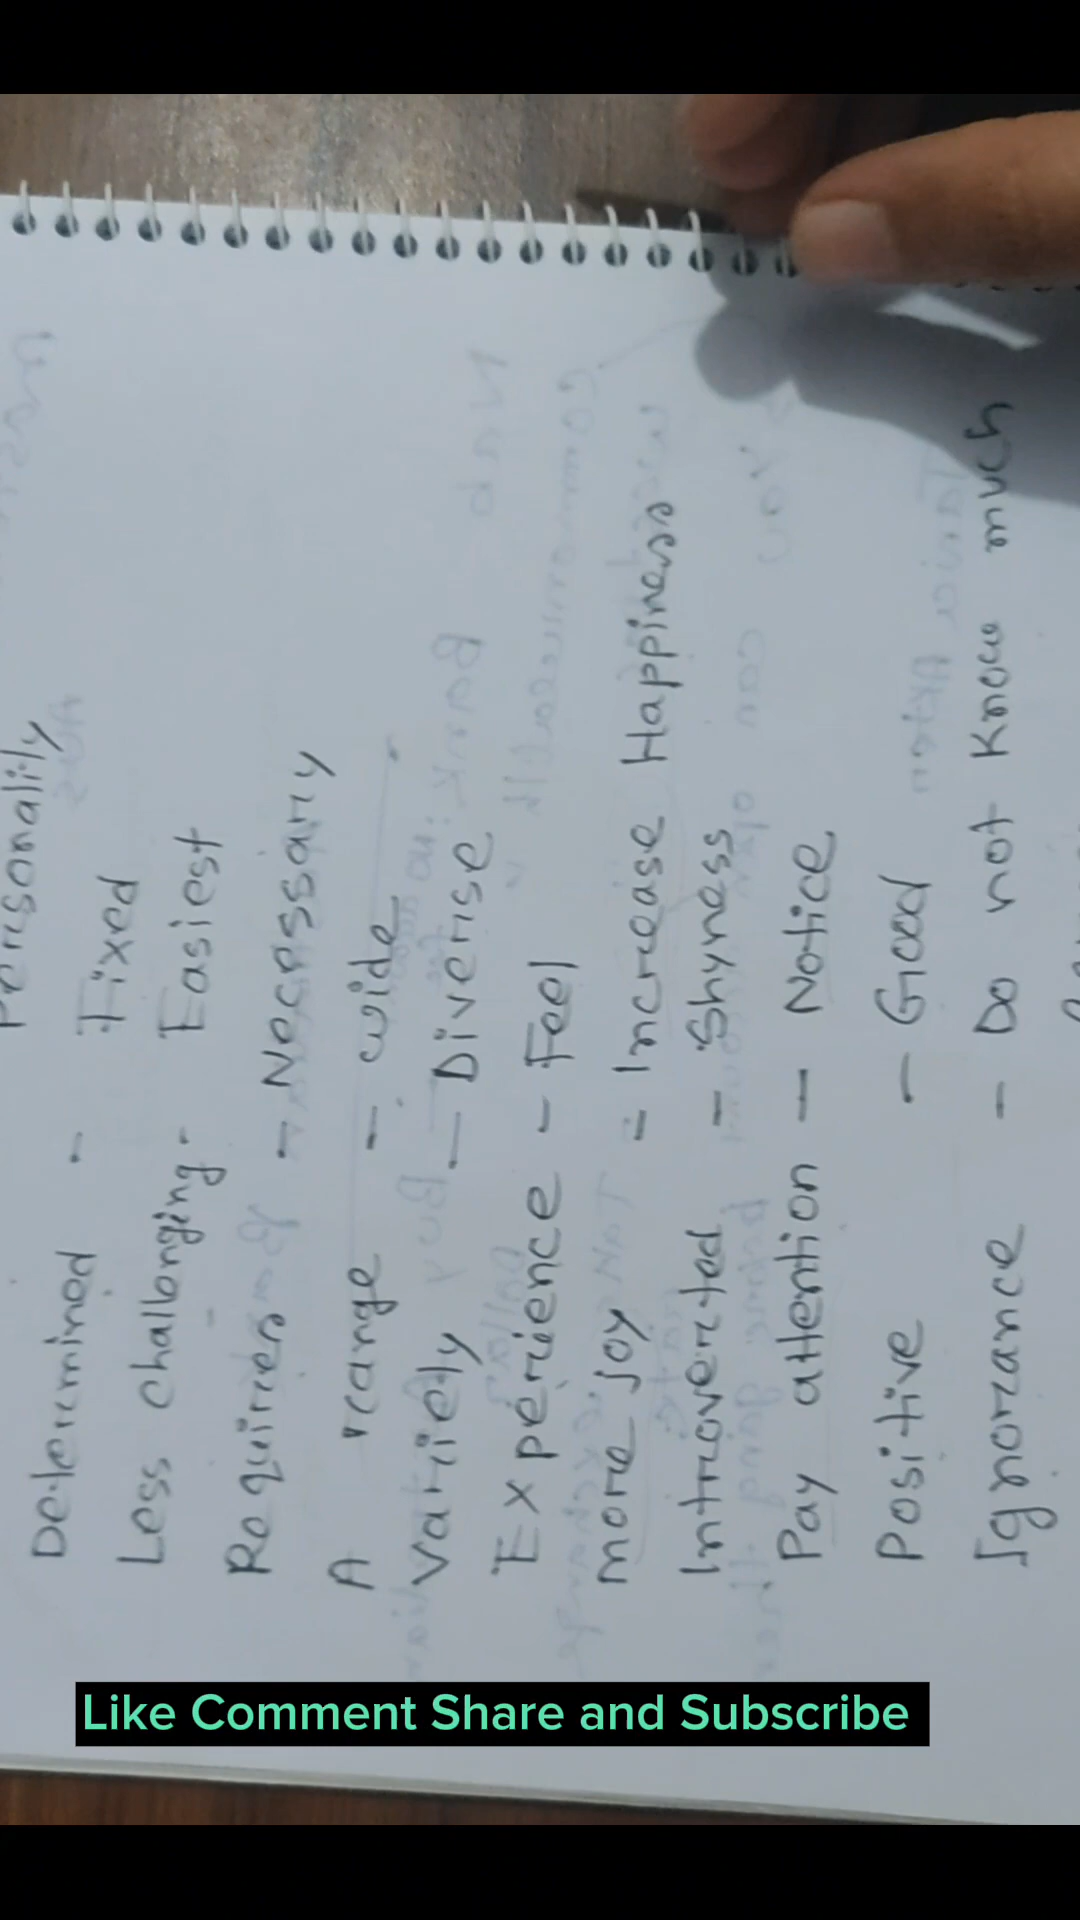 Personality
Determined - Fixed
Less challenging - Easiest
Requires - Necessary
A range - wide
Variety - Diverse
Experience - Feel
more joy = Increase Happiness
Introverted - Shyness
Pay attention - Notice
Positive - Good
Ignorance - Do not Know much
Like Comment Share and Subscribe